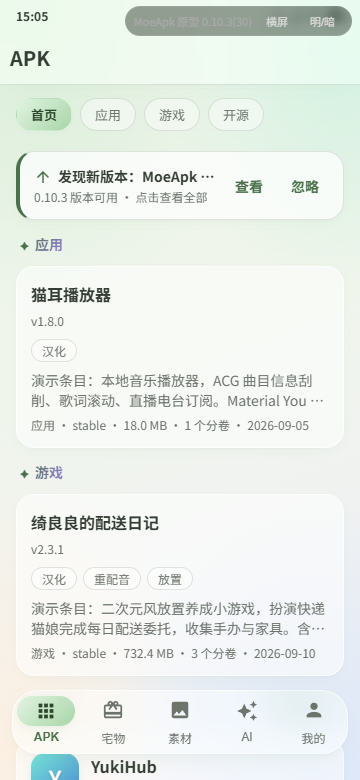 15:05
MoeApk 原型 0.10.3(30) 横屏 明/暗
APK
首页 应用 游戏 开源
发现新版本：MoeApk …
0.10.3 版本可用 · 点击查看全部
查看 忽略
应用
猫耳播放器
v1.8.0
汉化
演示条目：本地音乐播放器，ACG 曲目信息刮
削、歌词滚动、直播电台订阅。Material You …
应用 · stable · 18.0 MB · 1 个分卷 · 2026-09-05
游戏
绮良良的配送日记
v2.3.1
汉化 重配音 放置
演示条目：二次元风放置养成小游戏，扮演快递
猫娘完成每日配送委托，收集手办与家具。含…
游戏 · stable · 732.4 MB · 3 个分卷 · 2026-09-10
APK 宅物 素材 AI 我的
Y
YukiHub